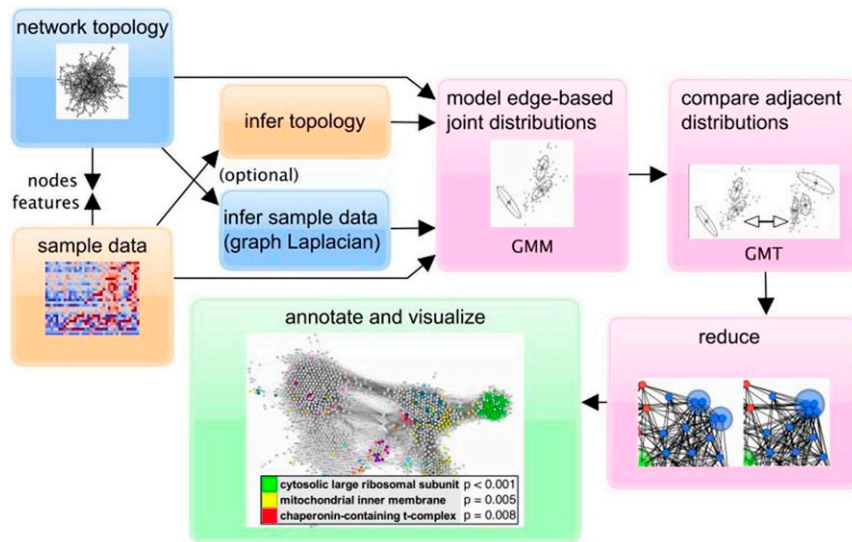 network topology
nodes
features
sample data
infer topology
(optional)
infer sample data
(graph Laplacian)
model edge-based
joint distributions
GMM
compare adjacent
distributions
GMT
reduce
annotate and visualize
cytosolic large ribosomal subunit p < 0.001
mitochondrial inner membrane p = 0.005
chaperonin-containing t-complex p = 0.008